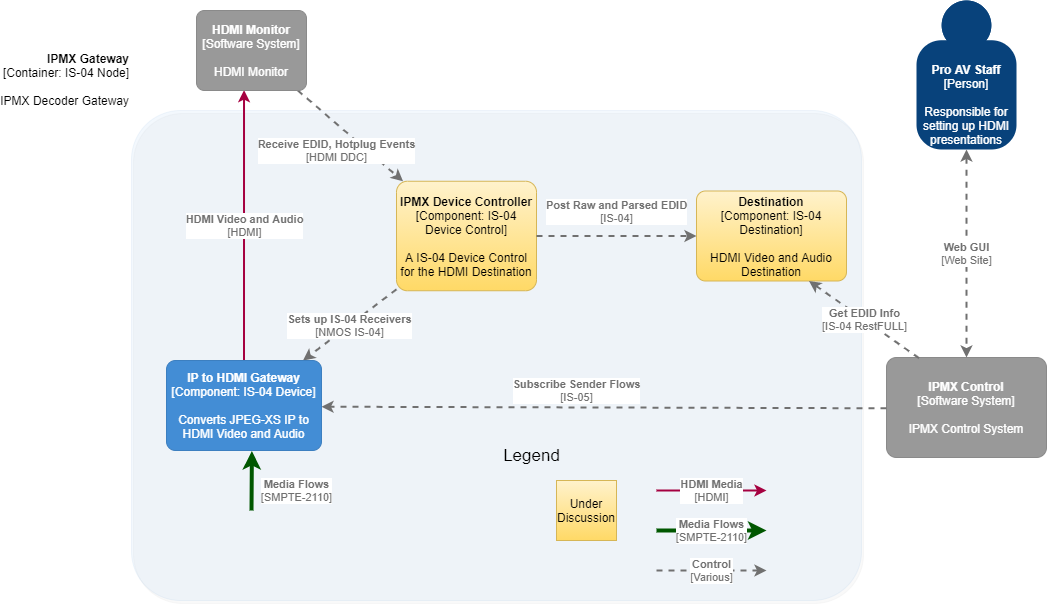 HDMI Monitor
[Software System]
HDMI Monitor
IPMX Gateway
[Container: IS-04 Node]
IPMX Decoder Gateway
Pro AV Staff
[Person]
Responsible for
setting up HDMI
presentations
Receive EDID, Hotplug Events
[HDMI DDC]
HDMI Video and Audio
[HDMI]
IPMX Device Controller
[Component: IS-04
Device Control]
A IS-04 Device Control
for the HDMI Destination
Post Raw and Parsed EDID
[IS-04]
Destination
[Component: IS-04
Destination]
HDMI Video and Audio
Destination
Web GUI
[Web Site]
Sets up IS-04 Receivers
[NMOS IS-04]
Get EDID Info
[IS-04 RestFULL]
IP to HDMI Gateway
[Component: IS-04 Device]
Converts JPEG-XS IP to
HDMI Video and Audio
Subscribe Sender Flows
[IS-05]
IPMX Control
[Software System]
IPMX Control System
Media Flows
[SMPTE-2110]
Legend
Under
Discussion
HDMI Media
[HDMI]
Media Flows
[SMPTE-2110]
Control
[Various]